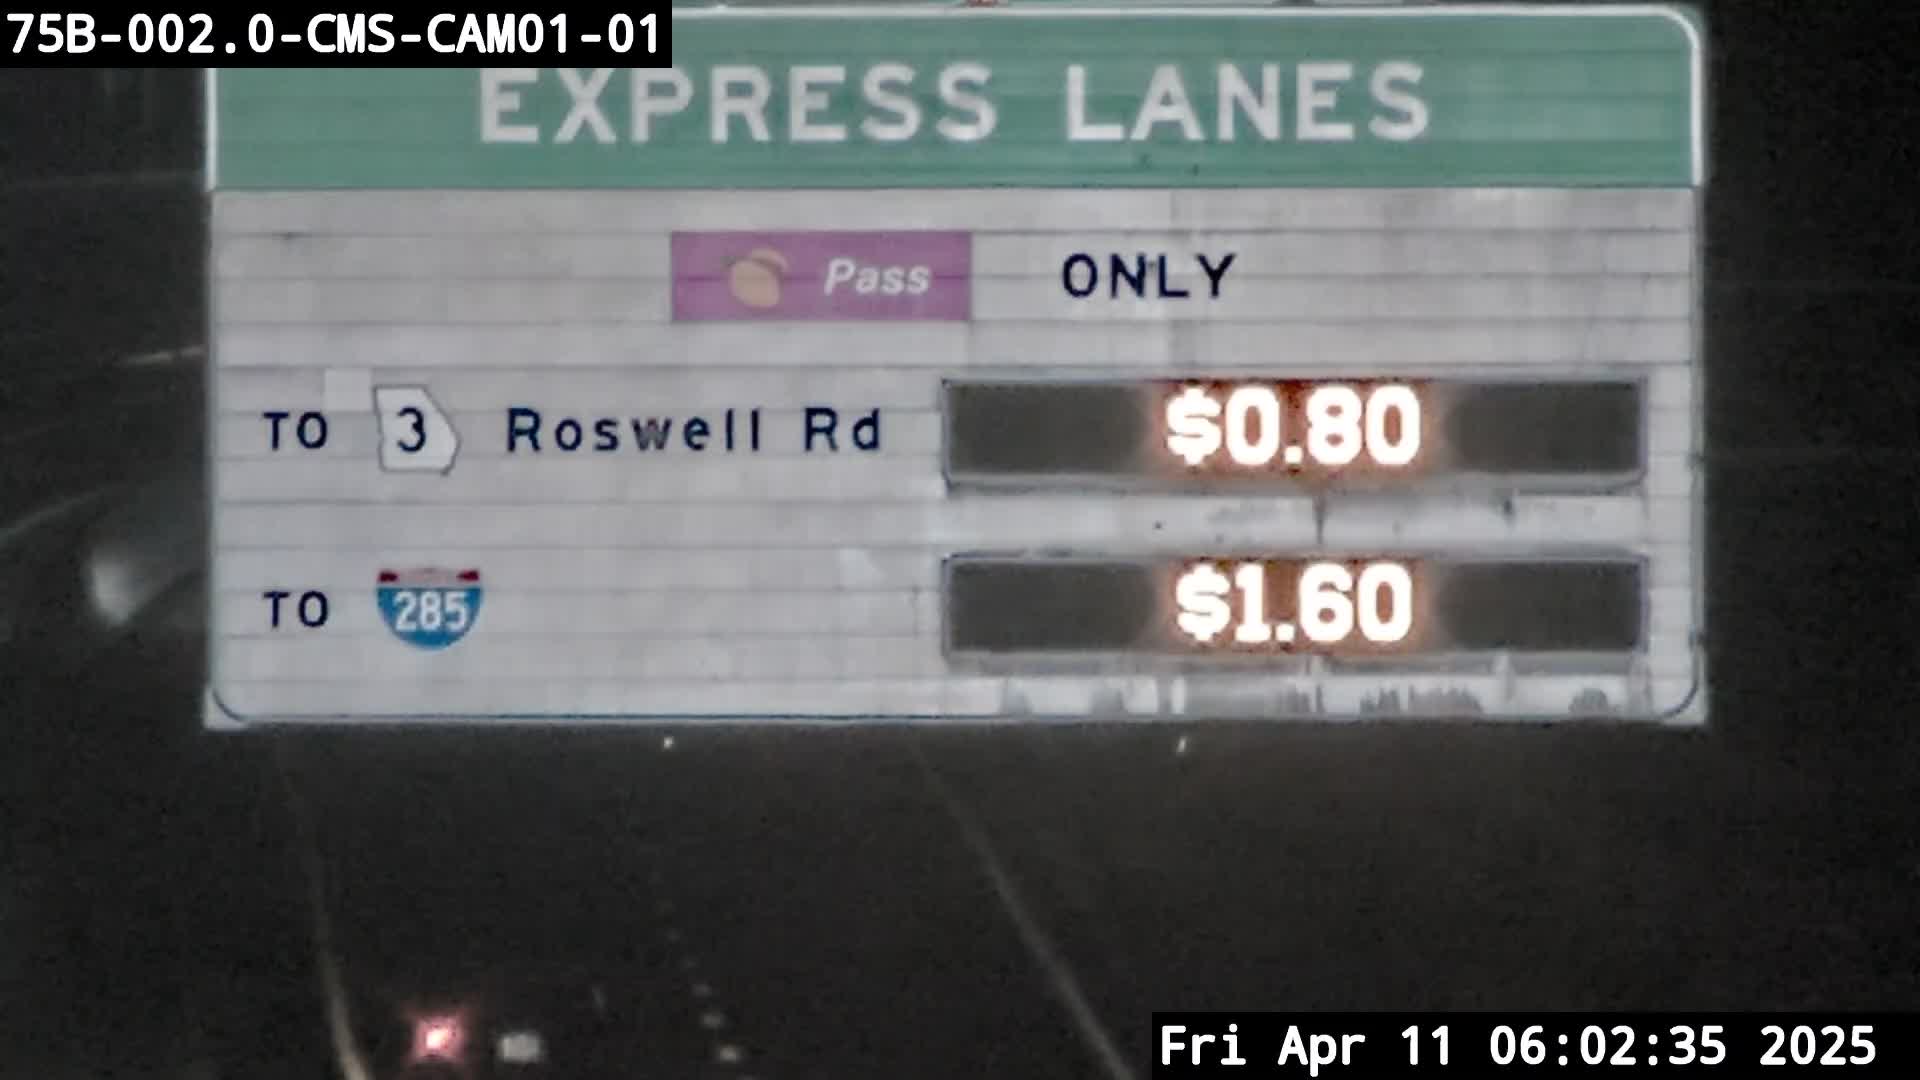 75B-002.0-CMS-CAM01-01
EXPRESS LANES
Pass ONLY
TO 3 Roswell Rd $0.80
TO 285 $1.60
Fri Apr 11 06:02:35 2025